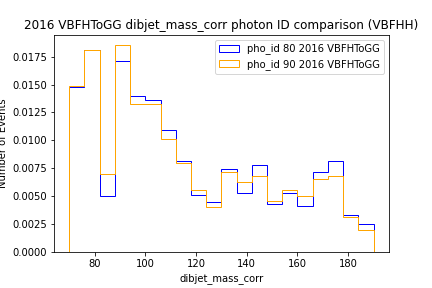 2016 VBFHToGG dibjet_mass_corr photon ID comparison (VBFHH)
pho_id 80 2016 VBFHToGG
pho_id 90 2016 VBFHToGG
Number of Events
0.0175
0.0150
0.0125
0.0100
0.0075
0.0050
0.0025
0.0000
80 100 120 140 160 180
dibjet_mass_corr